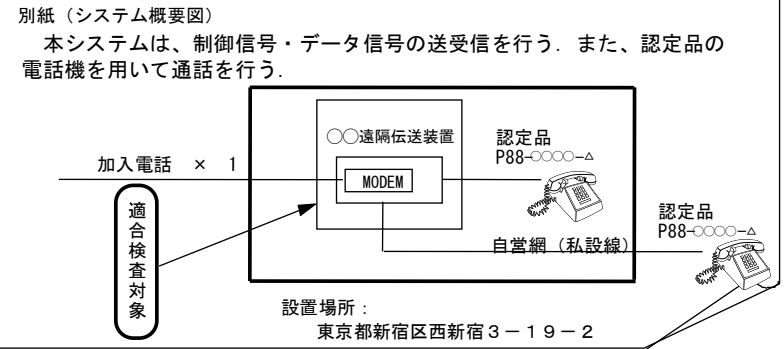 別紙（システム概要図）
本システムは、制御信号・データ信号の送受信を行う．また、認定品の
電話機を用いて通話を行う．
○○遠隔伝送装置
認定品
P88-○○○○-△
加入電話 × 1
MODEM
適合検査対象
認定品
P88-○○○○-△
自営網（私設線）
設置場所：
東京都新宿区西新宿３－１９－２